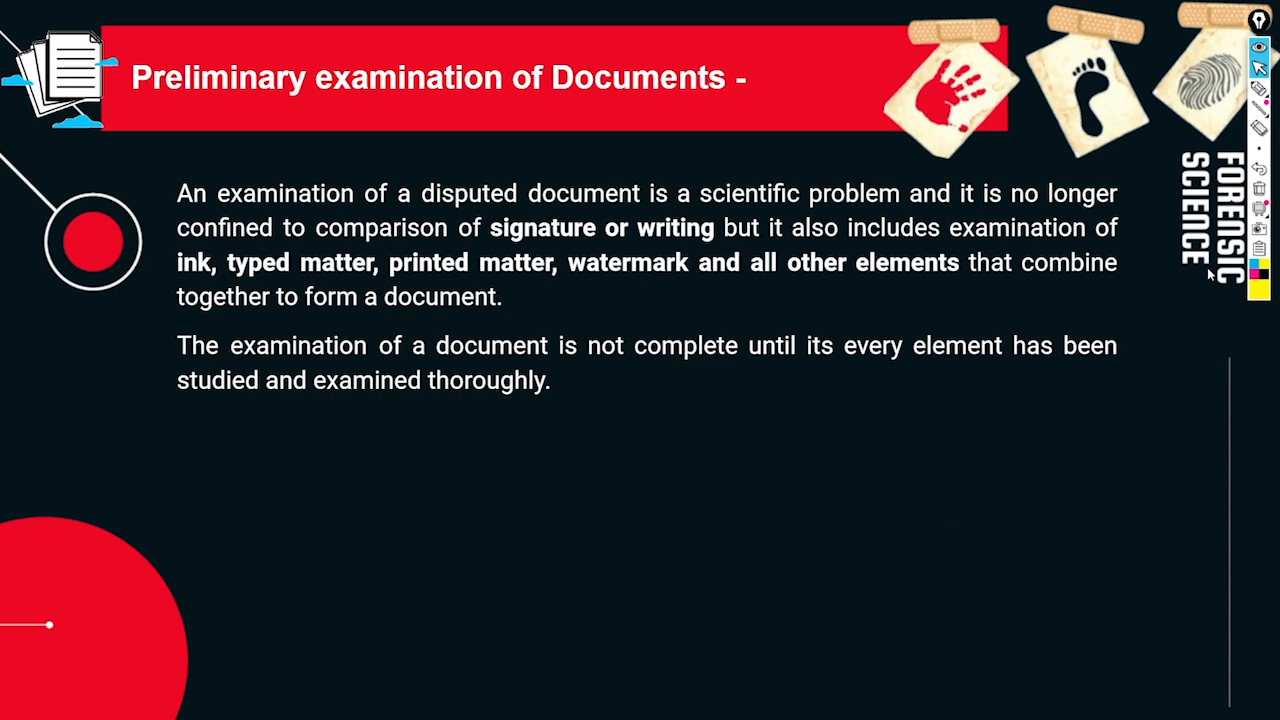 Preliminary examination of Documents -
An examination of a disputed document is a scientific problem and it is no longer
confined to comparison of signature or writing but it also includes examination of
ink, typed matter, printed matter, watermark and all other elements that combine
together to form a document.
The examination of a document is not complete until its every element has been
studied and examined thoroughly.
FORENSIC
SCIENCE